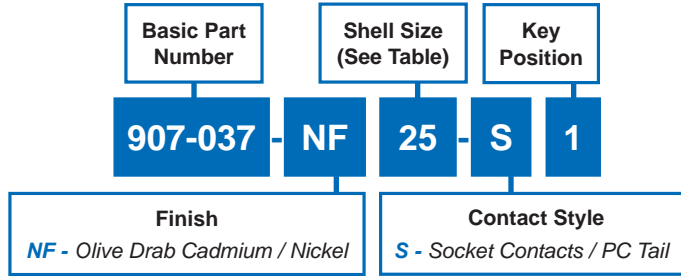 Basic Part
Number
Shell Size
(See Table)
Key
Position
907-037 - NF 25 - S 1
Finish
NF - Olive Drab Cadmium / Nickel
Contact Style
S - Socket Contacts / PC Tail